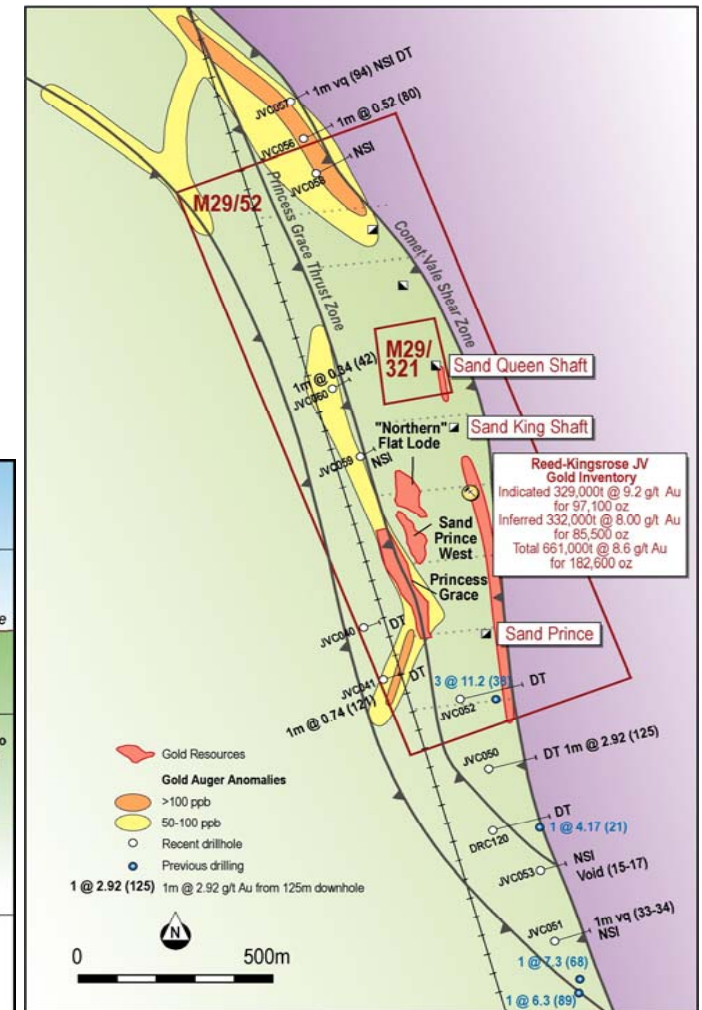 JVC057
1m vq (94) NSI DT
JVC056
1m @ 0.52 (80)
JVC058
NSI
M29/52
Princess Grace Thrust Zone
Comet Vale Shear Zone
M29/
321
Sand Queen Shaft
1m @ 0.34 (42)
JVC060
"Northern"
Flat Lode
Sand King Shaft
JVC059
NSI
Reed-Kingsrose JV
Gold Inventory
Indicated 329,000t @ 9.2 g/t Au
for 97,100 oz
Inferred 332,000t @ 8.00 g/t Au
for 85,500 oz
Total 661,000t @ 8.6 g/t Au
for 182,600 oz
Sand
Prince
West
Princess
Grace
JVC040
DT
Sand Prince
JVC041
DT
1m @ 0.74 (121)
3 @ 11.2 (38)
DT
JVC052
JVC050
DT 1m @ 2.92 (125)
DT
DRC120
1 @ 4.17 (21)
JVC053
NSI
Void (15-17)
JVC051
1m vq (33-34)
NSI
1 @ 7.3 (68)
1 @ 6.3 (89)
Gold Resources
Gold Auger Anomalies
>100 ppb
50-100 ppb
Recent drillhole
Previous drilling
1 @ 2.92 (125) 1m @ 2.92 g/t Au from 125m downhole
N
0 500m